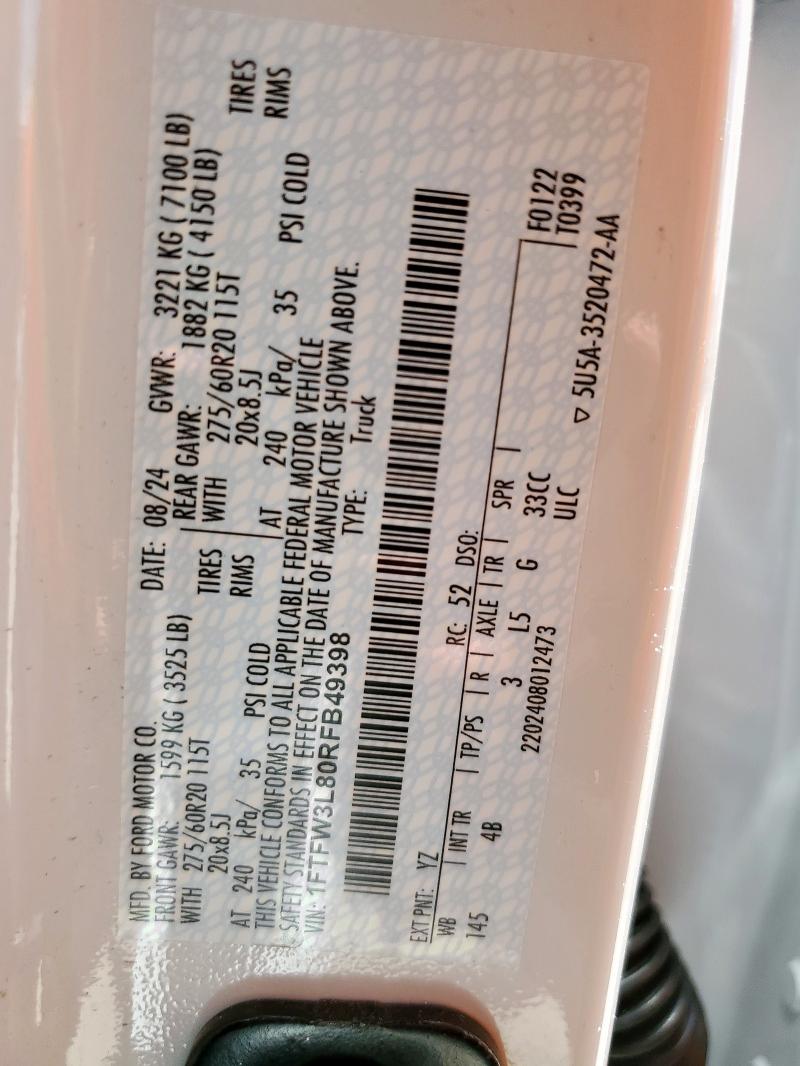 MFD. BY FORD MOTOR CO.
DATE: 08/24 GVWR: 3221 KG ( 7100 LB)
FRONT GAWR: 1599 KG ( 3525 LB)
REAR GAWR: 1882 KG ( 4150 LB)
WITH 275/60R20 115T TIRES
WITH 275/60R20 115T TIRES
20x8.5J RIMS
20x8.5J RIMS
AT 240 kPa/ 35 PSI COLD
AT 240 kPa/ 35 PSI COLD
THIS VEHICLE CONFORMS TO ALL APPLICABLE FEDERAL MOTOR VEHICLE
SAFETY STANDARDS IN EFFECT ON THE DATE OF MANUFACTURE SHOWN ABOVE.
VIN: 1FTFW3L80RFB49398 TYPE: Truck
EXT PNT: YZ RC: 52 DSO: F0122
WB INT TR TP/PS R AXLE TR SPR T0399
145 4B 3 L5 G 33CC
2202408012473 ULC
▽ 5U5A-3520472-AA